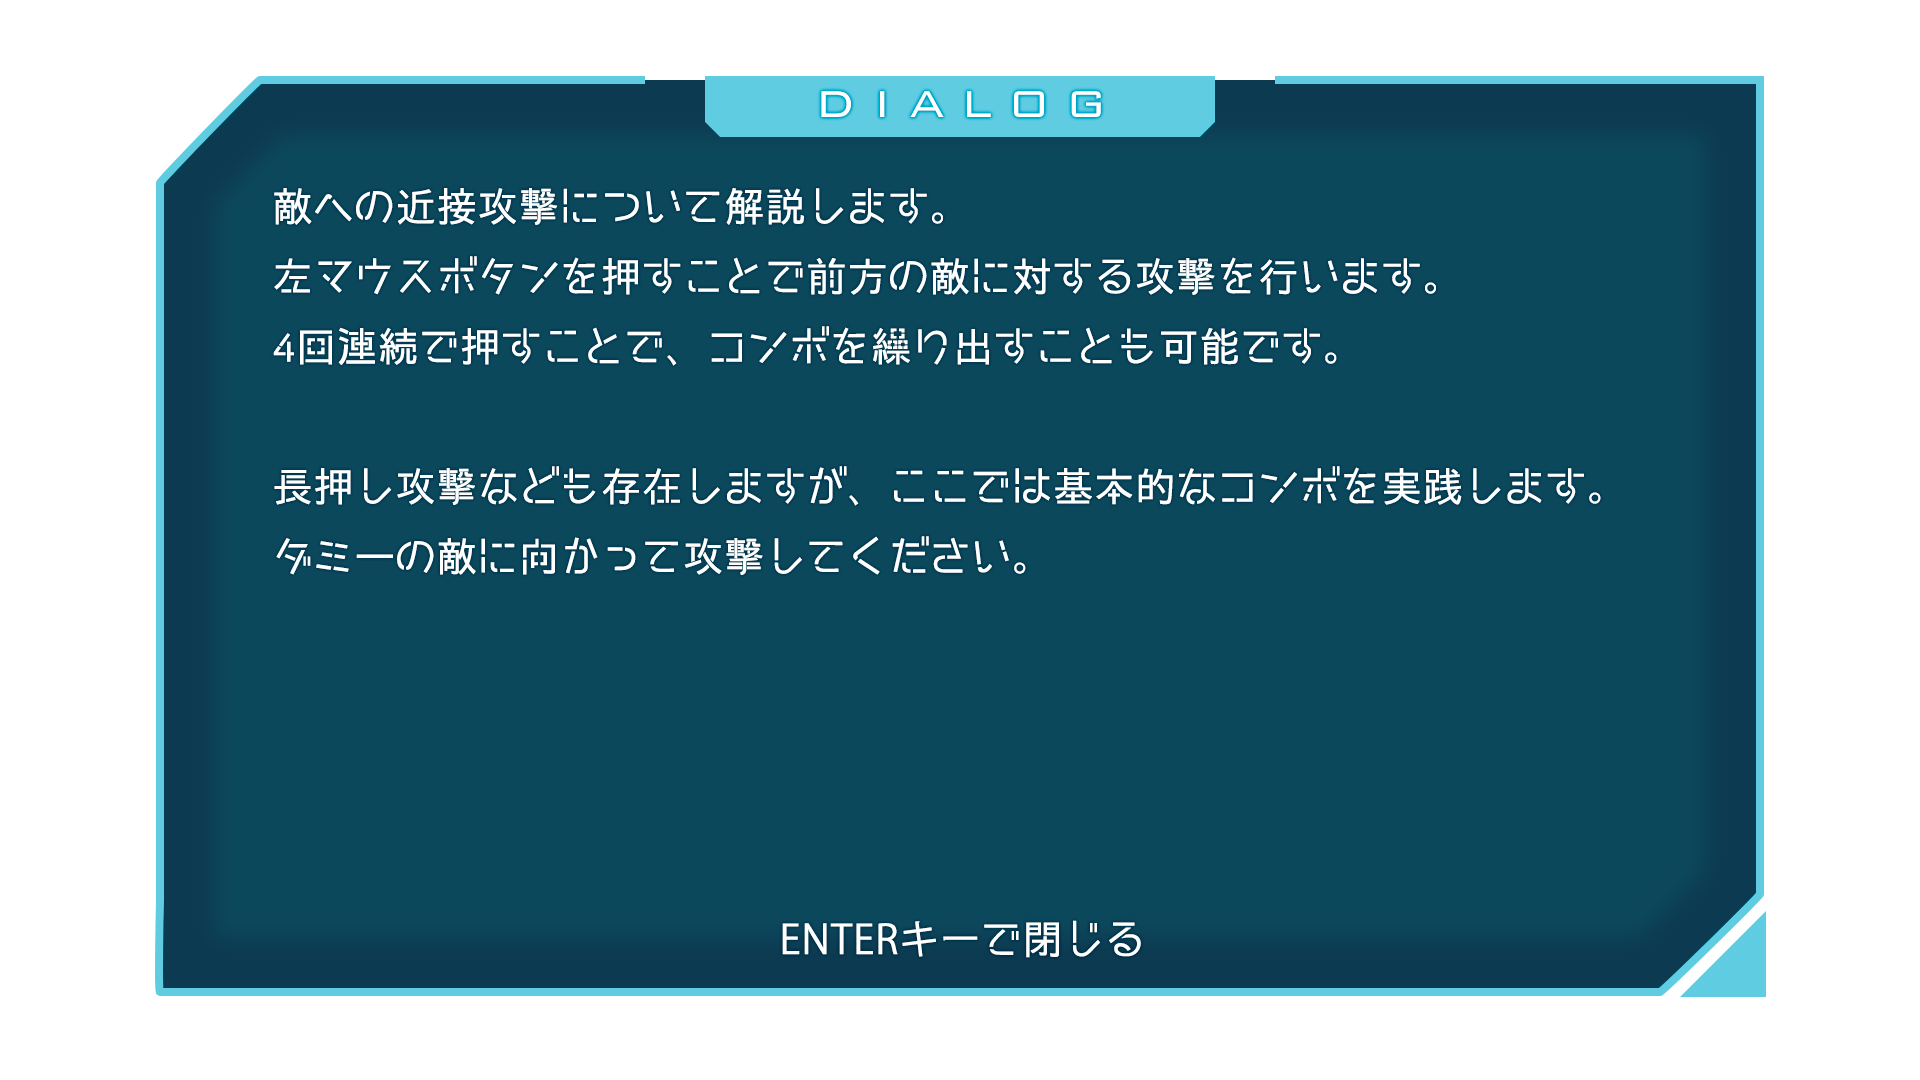 DIALOG
敵への近接攻撃について解説します。
左マウスボタンを押すことで前方の敵に対する攻撃を行います。
4回連続で押すことで、コンボを繰り出すことも可能です。
長押し攻撃なども存在しますが、ここでは基本的なコンボを実践します。
ダミーの敵に向かって攻撃してください。
ENTERキーで閉じる